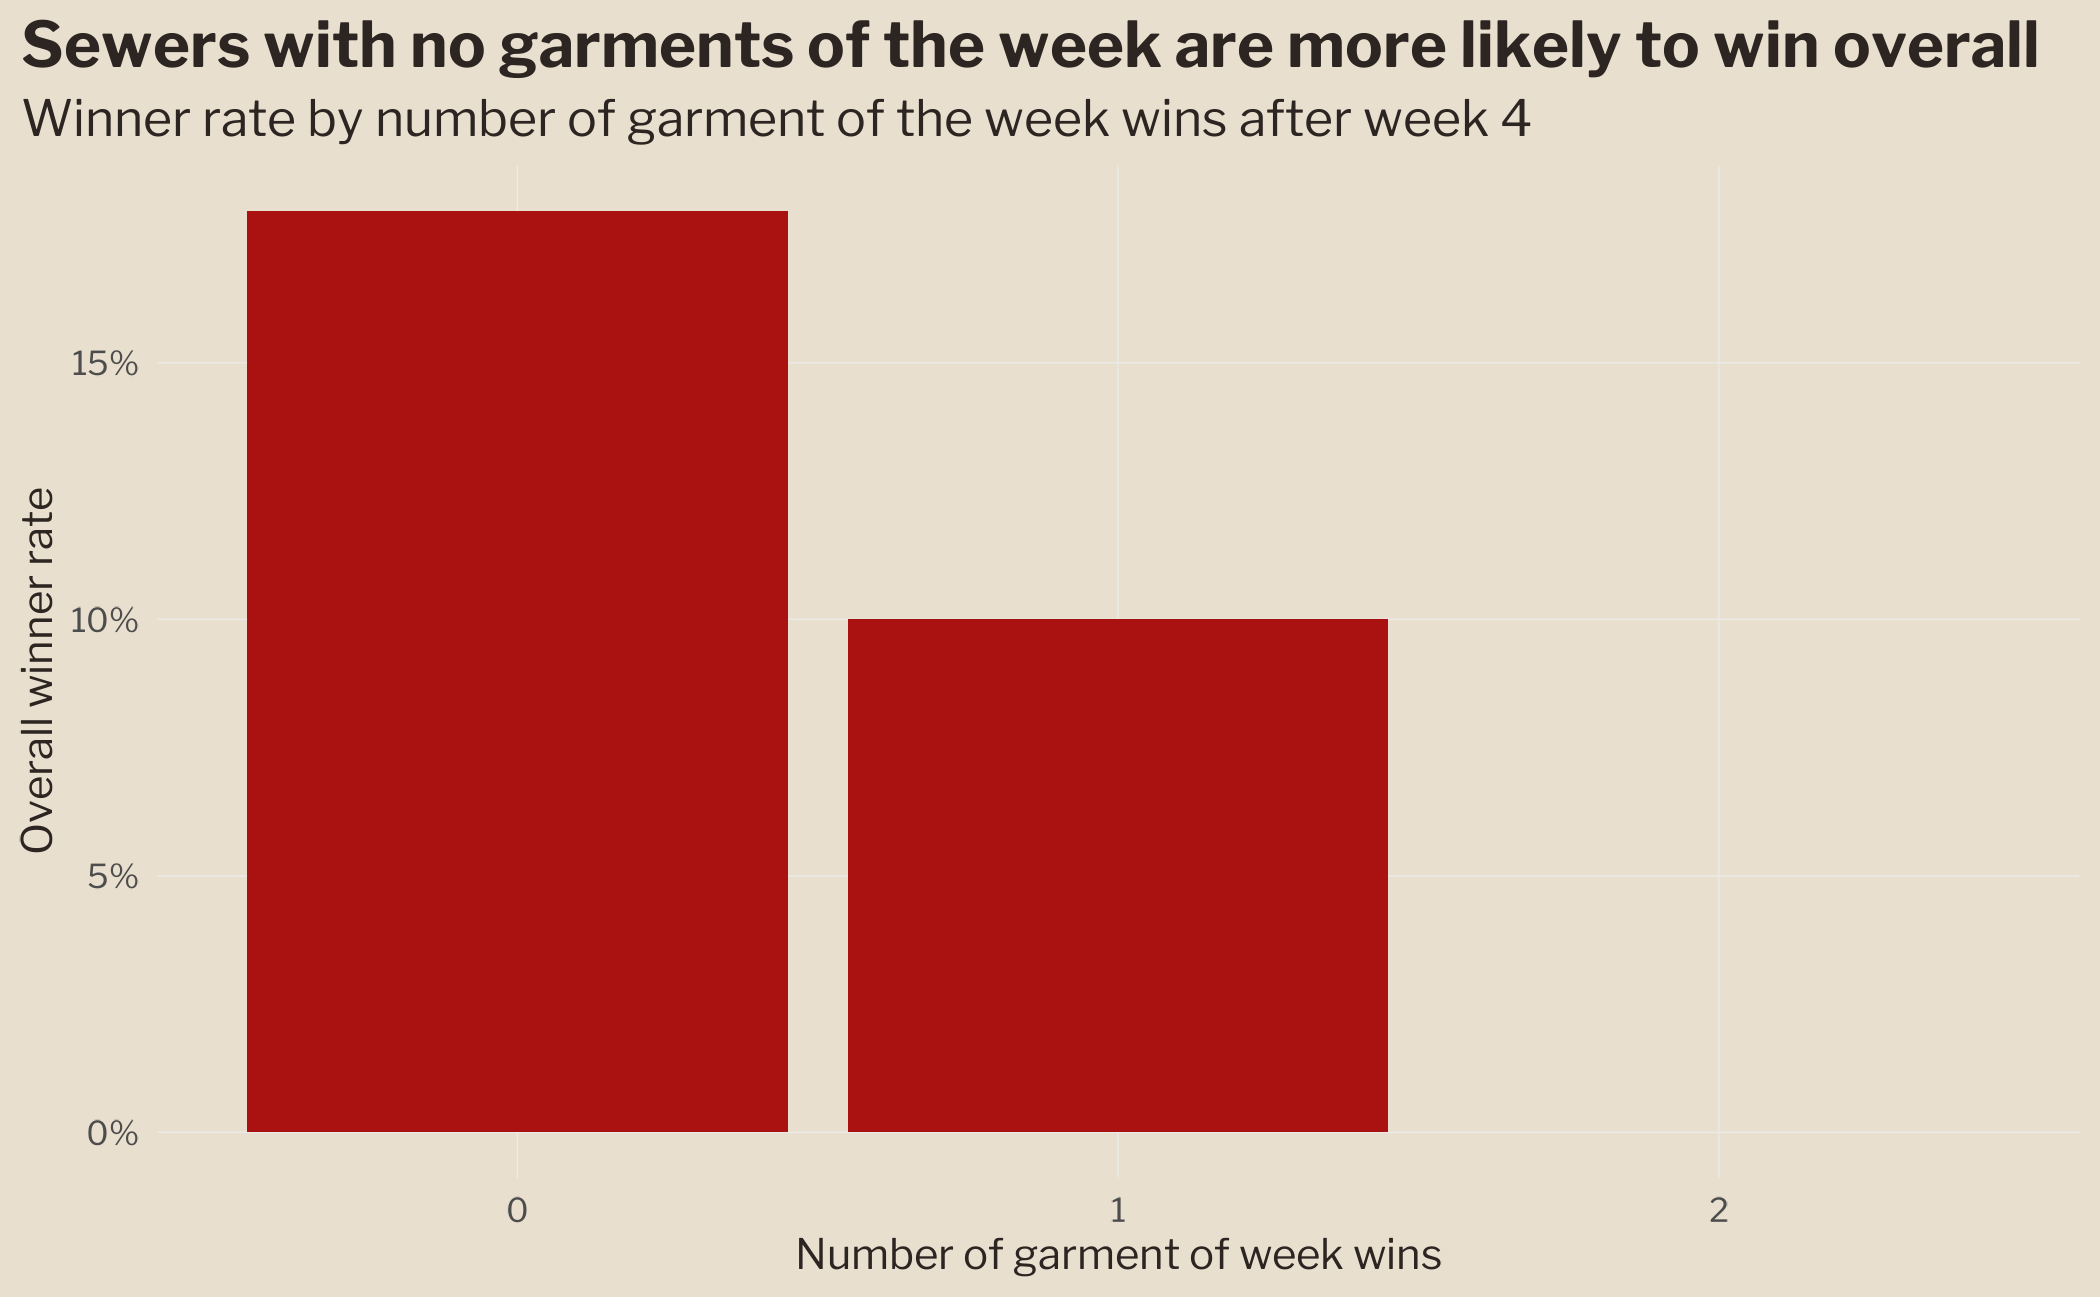 Sewers with no garments of the week are more likely to win overall
Winner rate by number of garment of the week wins after week 4
Overall winner rate
15%
10%
5%
0%
0
1
2
Number of garment of week wins